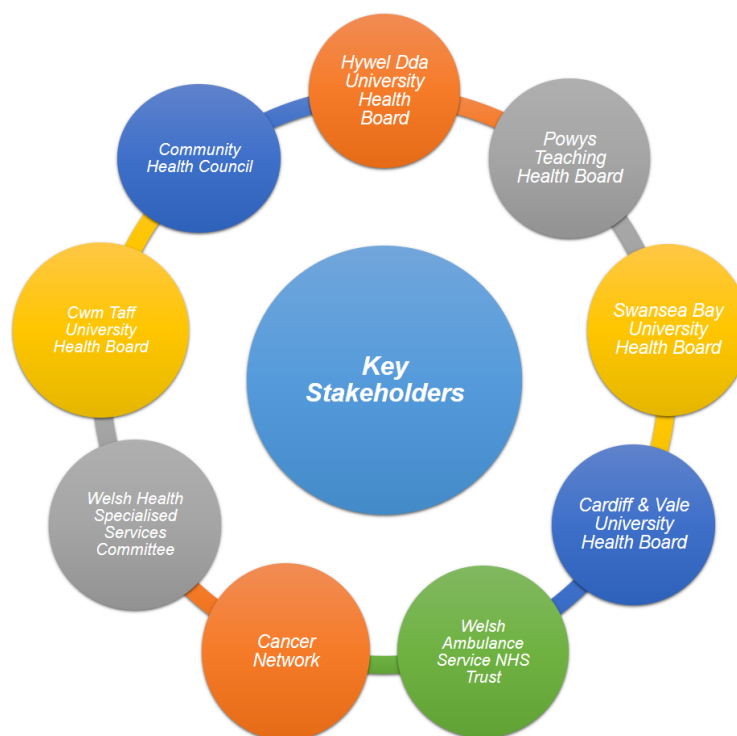 Hywel Dda
University
Health
Board
Powys
Teaching
Health Board
Swansea Bay
University
Health Board
Cardiff & Vale
University
Health Board
Welsh
Ambulance
Service NHS
Trust
Cancer
Network
Welsh Health
Specialised
Services
Committee
Cwm Taff
University
Health Board
Community
Health Council
Key
Stakeholders